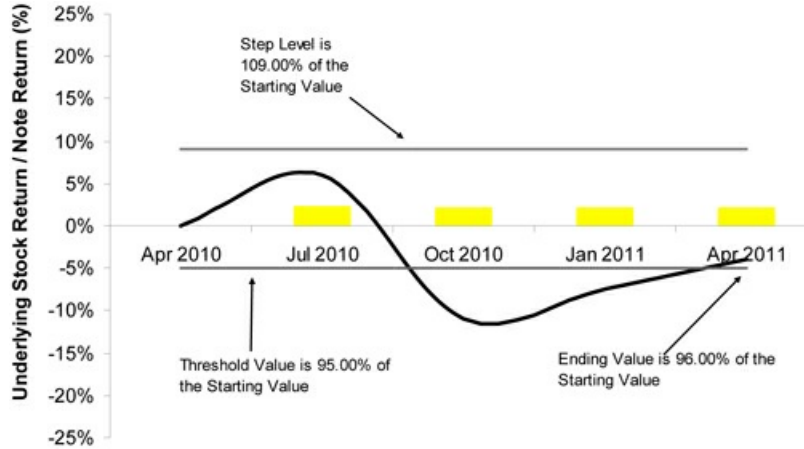 Underlying Stock Return / Note Return (%)
25%
20%
15%
10%
5%
0%
-5%
-10%
-15%
-20%
-25%
Step Level is
109.00% of the
Starting Value
Apr 2010
Jul 2010
Oct 2010
Jan 2011
Apr 2011
Threshold Value is 95.00% of
the Starting Value
Ending Value is 96.00% of the
Starting Value